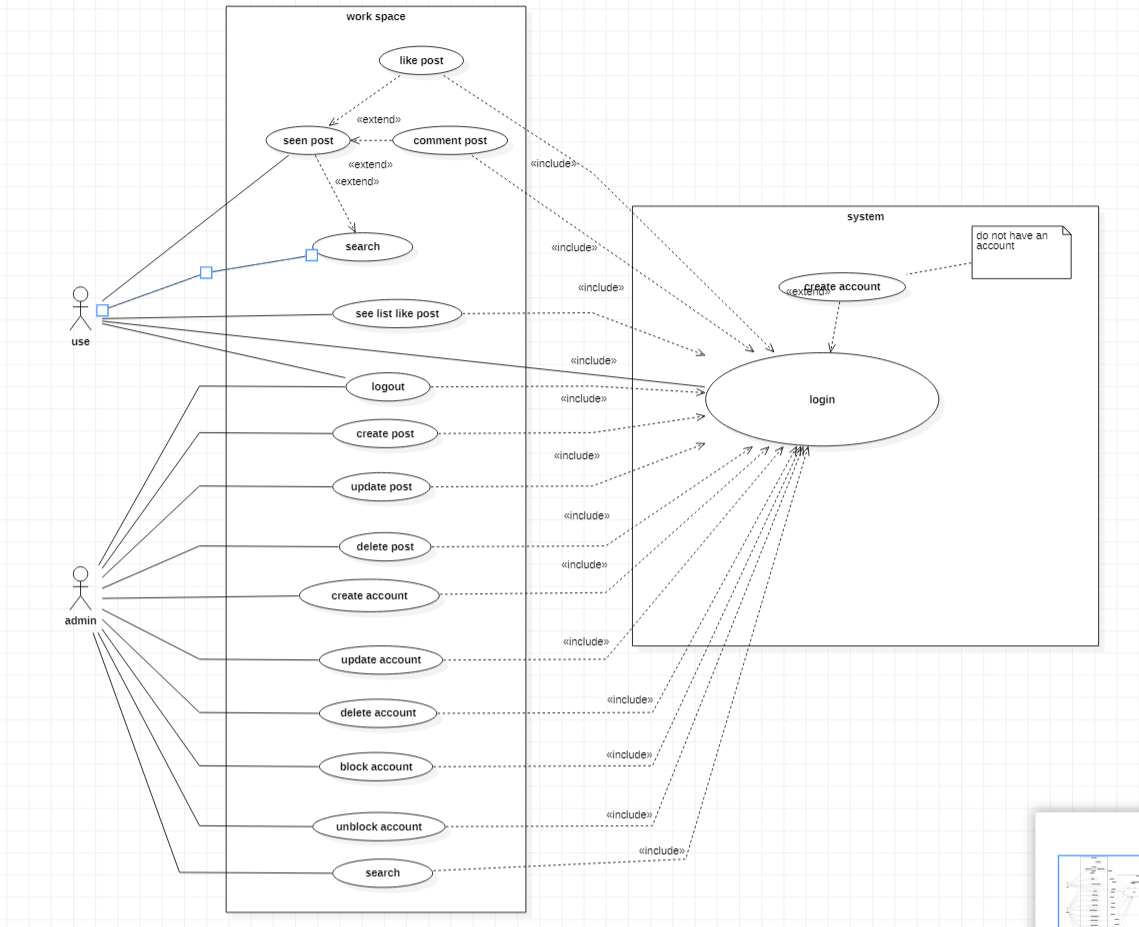 work space
like post
«extend»
seen post
comment post
«include»
«extend»
«extend»
system
do not have an
account
search
«include»
create account
«extend»
«include»
see list like post
use
«include»
logout
«include»
login
create post
«include»
update post
«include»
delete post
«include»
create account
admin
«include»
update account
«include»
delete account
«include»
block account
«include»
unblock account
«include»
search